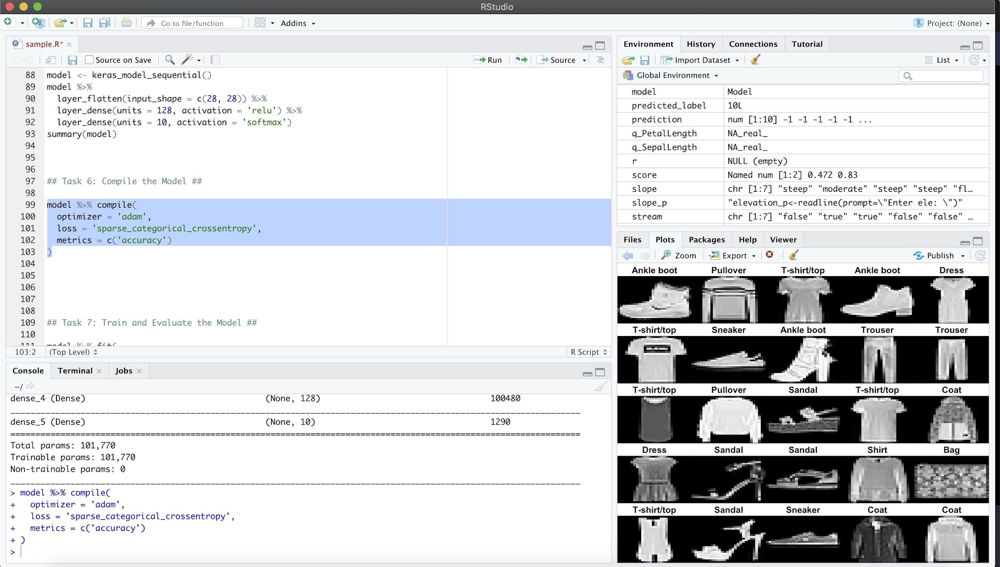 RStudio
Go to file/function
Addins
Project: (None)
sample.R*
Source on Save
Run
Source
88 model <- keras_model_sequential()
89 model %>%
90   layer_flatten(input_shape = c(28, 28)) %>%
91   layer_dense(units = 128, activation = 'relu') %>%
92   layer_dense(units = 10, activation = 'softmax')
93 summary(model)
94
95
96
97 ## Task 6: Compile the Model ##
98
99 model %>% compile(
100   optimizer = 'adam',
101   loss = 'sparse_categorical_crossentropy',
102   metrics = c('accuracy')
103 )
104
105
106
107
108
109 ## Task 7: Train and Evaluate the Model ##
110
111 model %>% fit(
103:2 (Top Level) R Script
Console Terminal Jobs
~/
dense_4 (Dense) (None, 128) 100480
dense_5 (Dense) (None, 10) 1290
Total params: 101,770
Trainable params: 101,770
Non-trainable params: 0
> model %>% compile(
+   optimizer = 'adam',
+   loss = 'sparse_categorical_crossentropy',
+   metrics = c('accuracy')
+ )
>
Environment History Connections Tutorial
Import Dataset List
Global Environment
model Model
predicted_label 10L
prediction num [1:10] -1 -1 -1 -1 -1 ...
q_PetalLength NA_real_
q_SepalLength NA_real_
r NULL (empty)
score Named num [1:2] 0.472 0.83
slope chr [1:7] "steep" "moderate" "steep" "steep" "fl…
slope_p "elevation_p<-readline(prompt=\"Enter ele: \")"
stream chr [1:7] "false" "true" "true" "false" "false" …
Files Plots Packages Help Viewer
Zoom Export Publish
Ankle boot Pullover T-shirt/top Ankle boot Dress
T-shirt/top Sneaker Ankle boot Trouser Trouser
T-shirt/top Pullover Sandal T-shirt/top Coat
Dress Sandal Sandal Shirt Bag
T-shirt/top Sandal Sneaker Coat Coat